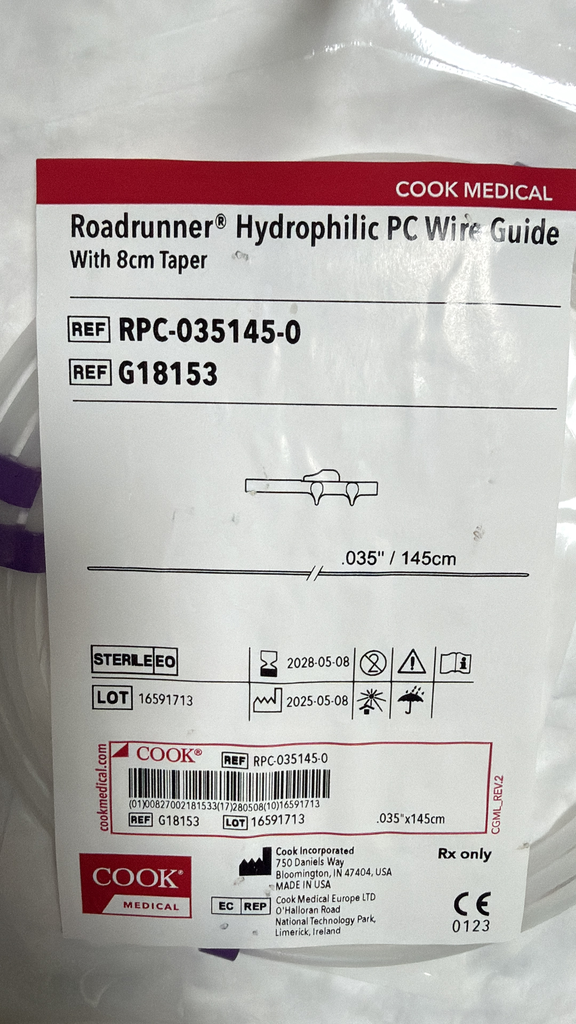 COOK MEDICAL
Roadrunner® Hydrophilic PC Wire Guide
With 8cm Taper
REF RPC-035145-0
REF G18153
.035" / 145cm
STERILE EO
2028-05-08
LOT 16591713
2025-05-08
cookmedical.com
COOK® REF RPC-035145-0
(01)00827002181533(17)280508(10)16591713
REF G18153 LOT 16591713 .035"x145cm
CGML_REV.2
COOK®
MEDICAL
Cook Incorporated
750 Daniels Way
Bloomington, IN 47404, USA
MADE IN USA
EC REP
Cook Medical Europe LTD
O'Halloran Road
National Technology Park,
Limerick, Ireland
Rx only
CE
0123